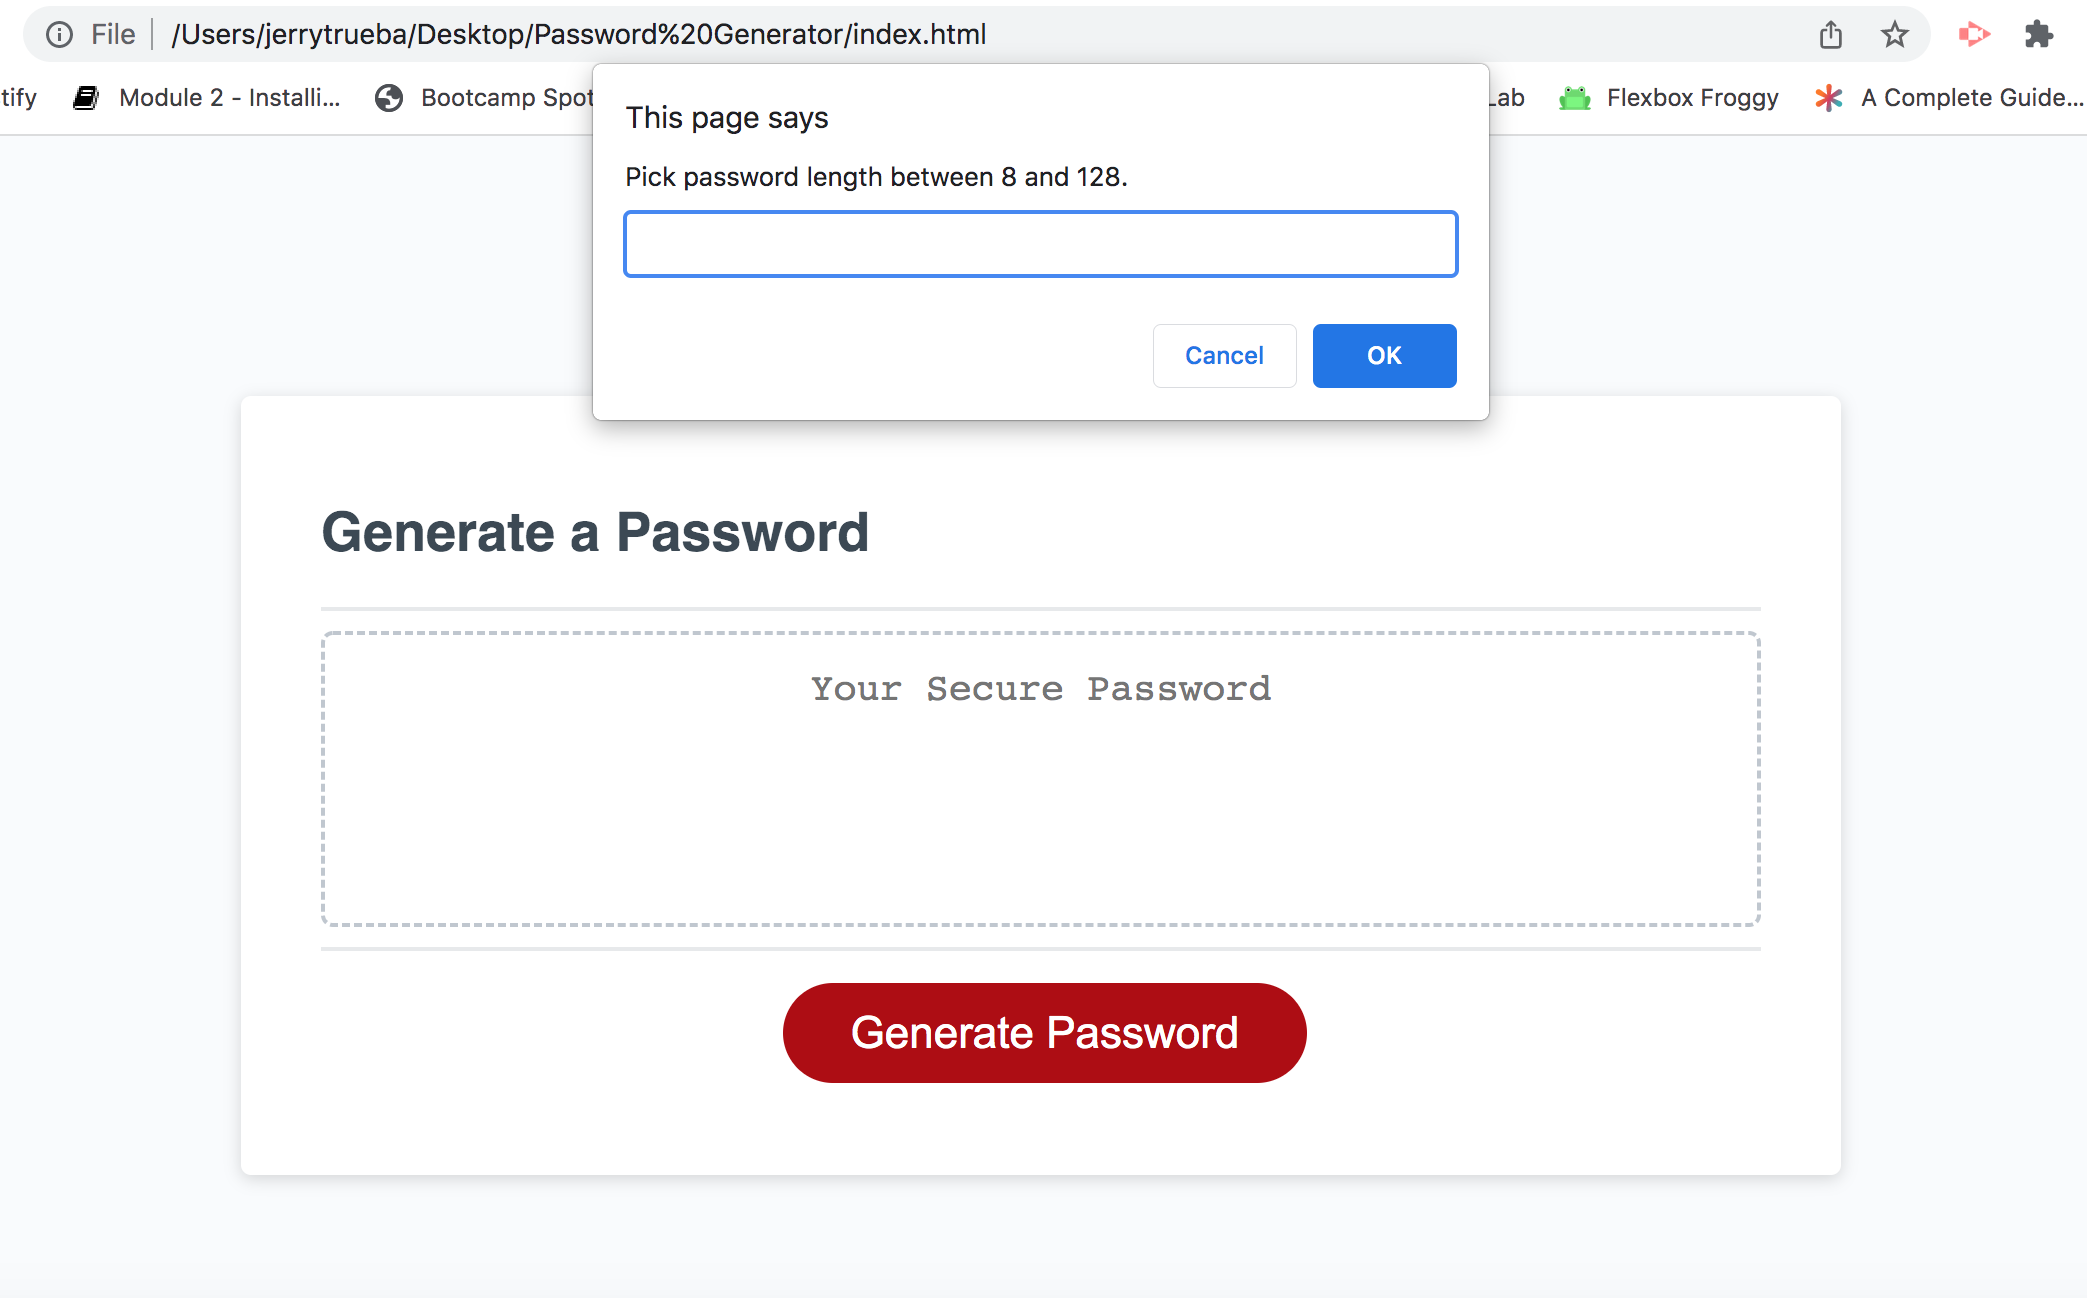 File /Users/jerrytrueba/Desktop/Password%20Generator/index.html
tify Module 2 - Installi... Bootcamp Spot Lab Flexbox Froggy A Complete Guide...
This page says
Pick password length between 8 and 128.
Cancel OK
Generate a Password
Your Secure Password
Generate Password